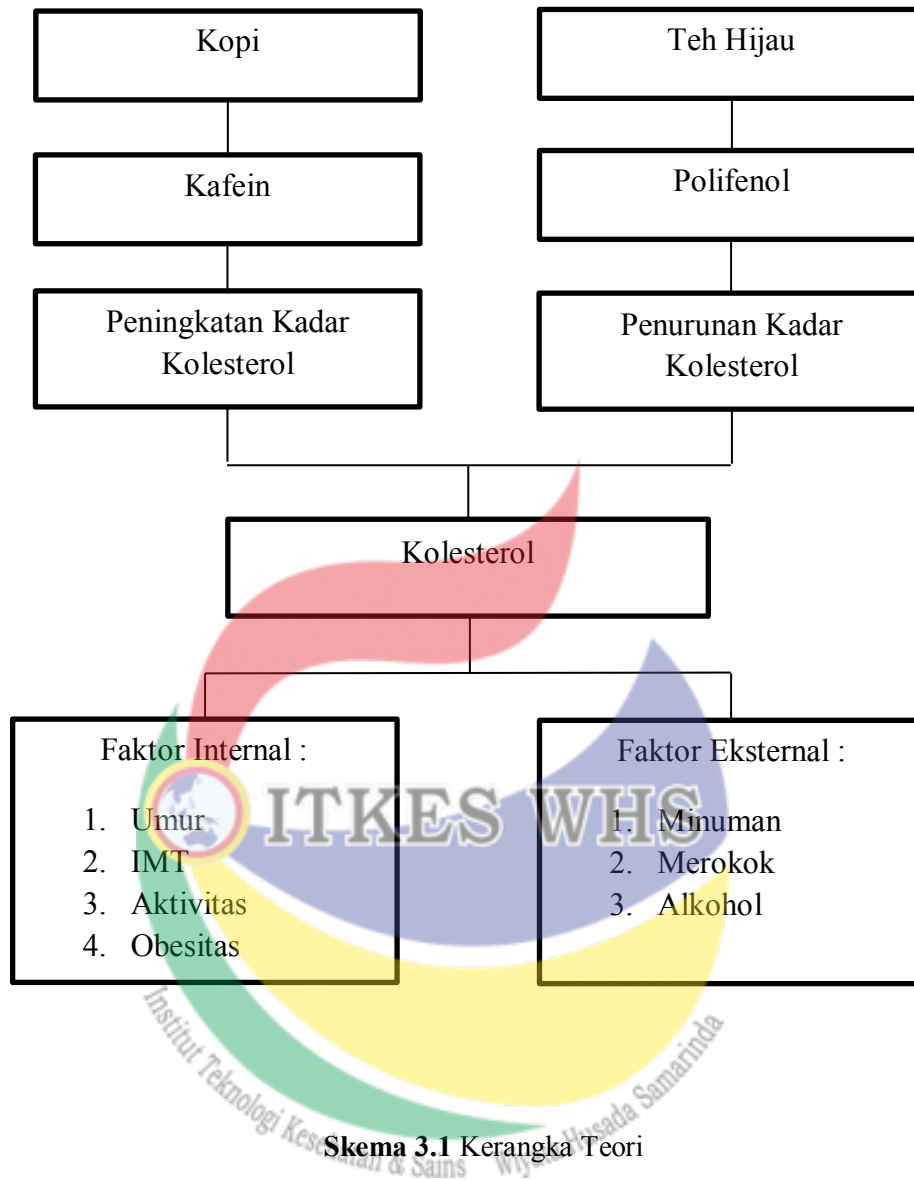 Kopi
Teh Hijau
Kafein
Polifenol
Peningkatan Kadar
Kolesterol
Penurunan Kadar
Kolesterol
Kolesterol
Faktor Internal :
1. Umur
2. IMT
3. Aktivitas
4. Obesitas
Faktor Eksternal :
1. Minuman
2. Merokok
3. Alkohol
ITKES WHS
Institut Teknologi Kesehatan & Sains Wiyata Husada Samarinda
Skema 3.1 Kerangka Teori